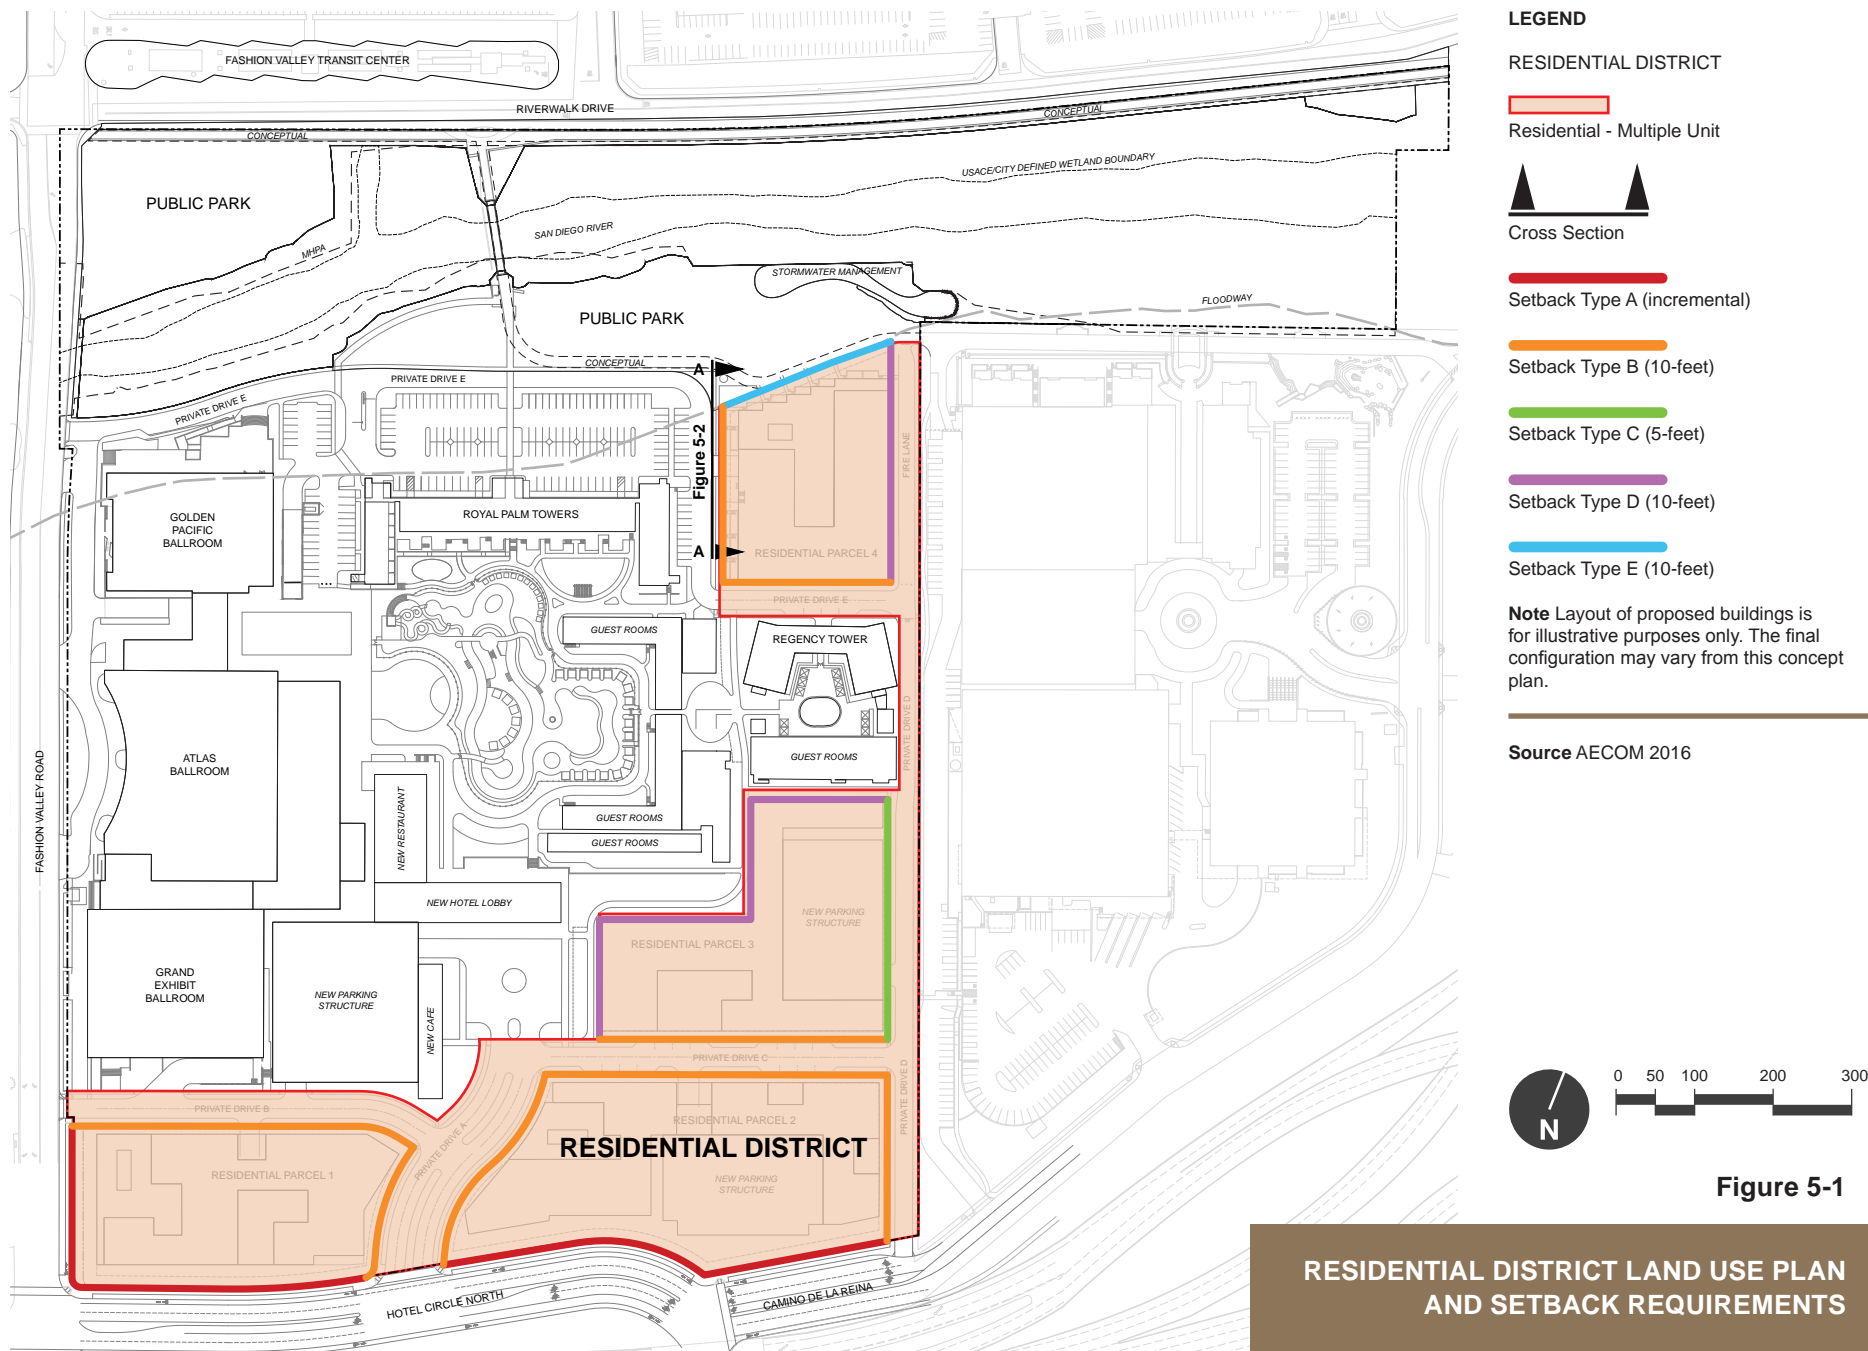 FASHION VALLEY TRANSIT CENTER
RIVERWALK DRIVE
CONCEPTUAL
CONCEPTUAL
USACE/CITY DEFINED WETLAND BOUNDARY
PUBLIC PARK
SAN DIEGO RIVER
MHPA
STORMWATER MANAGEMENT
FLOODWAY
PUBLIC PARK
CONCEPTUAL
A
PRIVATE DRIVE E
PRIVATE DRIVE E
Figure 5-2
FIRE LANE
ROYAL PALM TOWERS
GOLDEN
PACIFIC
BALLROOM
A
RESIDENTIAL PARCEL 4
PRIVATE DRIVE E
GUEST ROOMS
REGENCY TOWER
PRIVATE DRIVE D
GUEST ROOMS
ATLAS
BALLROOM
FASHION VALLEY ROAD
NEW RESTAURANT
GUEST ROOMS
GUEST ROOMS
NEW HOTEL LOBBY
NEW PARKING
STRUCTURE
RESIDENTIAL PARCEL 3
GRAND
EXHIBIT
BALLROOM
NEW PARKING
STRUCTURE
NEW CAFE
PRIVATE DRIVE C
PRIVATE DRIVE D
PRIVATE DRIVE B
PRIVATE DRIVE A
RESIDENTIAL PARCEL 2
RESIDENTIAL DISTRICT
RESIDENTIAL PARCEL 1
NEW PARKING
STRUCTURE
HOTEL CIRCLE NORTH
CAMINO DE LA REINA
LEGEND
RESIDENTIAL DISTRICT
Residential - Multiple Unit
Cross Section
Setback Type A (incremental)
Setback Type B (10-feet)
Setback Type C (5-feet)
Setback Type D (10-feet)
Setback Type E (10-feet)
Note Layout of proposed buildings is
for illustrative purposes only. The final
configuration may vary from this concept
plan.
Source AECOM 2016
N
0 50 100 200 300
Figure 5-1
RESIDENTIAL DISTRICT LAND USE PLAN
AND SETBACK REQUIREMENTS